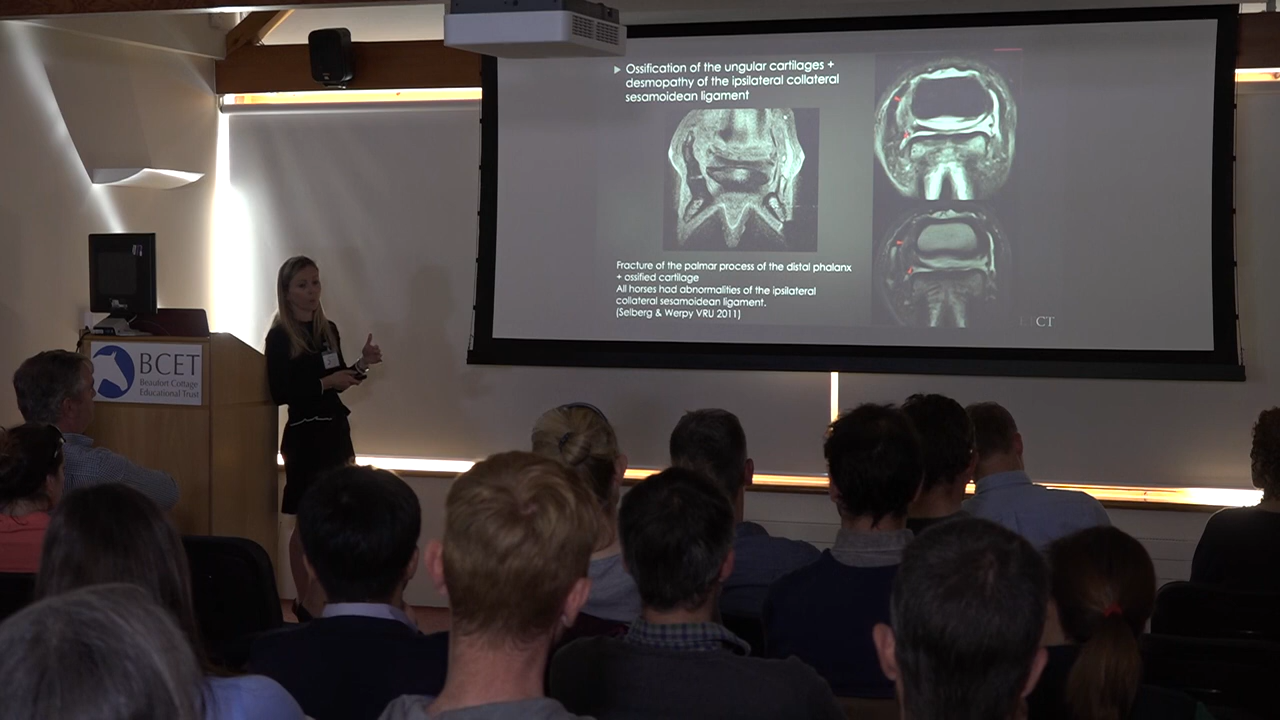 Ossification of the ungular cartilages +
desmopathy of the ipsilateral collateral
sesamoidean ligament
Fracture of the palmar process of the distal phalanx
+ ossified cartilage
All horses had abnormalities of the ipsilateral
collateral sesamoidean ligament.
(Selberg & Werpy VRU 2011)
BCET
Beaufort Cottage
Educational Trust